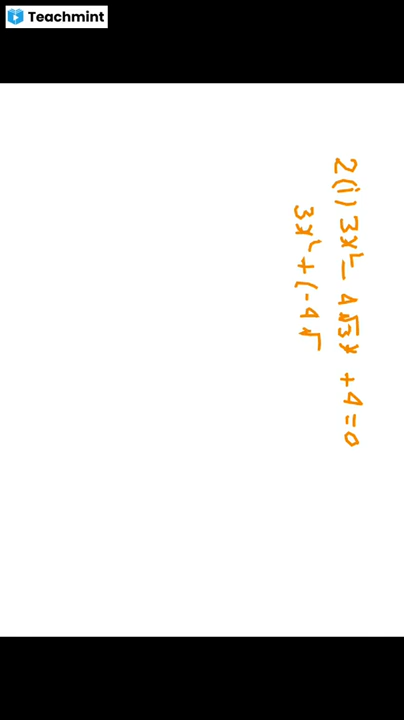 Teachmint
2(i) 3x² - 4√3x + 4 = 0
3x² + (-4√